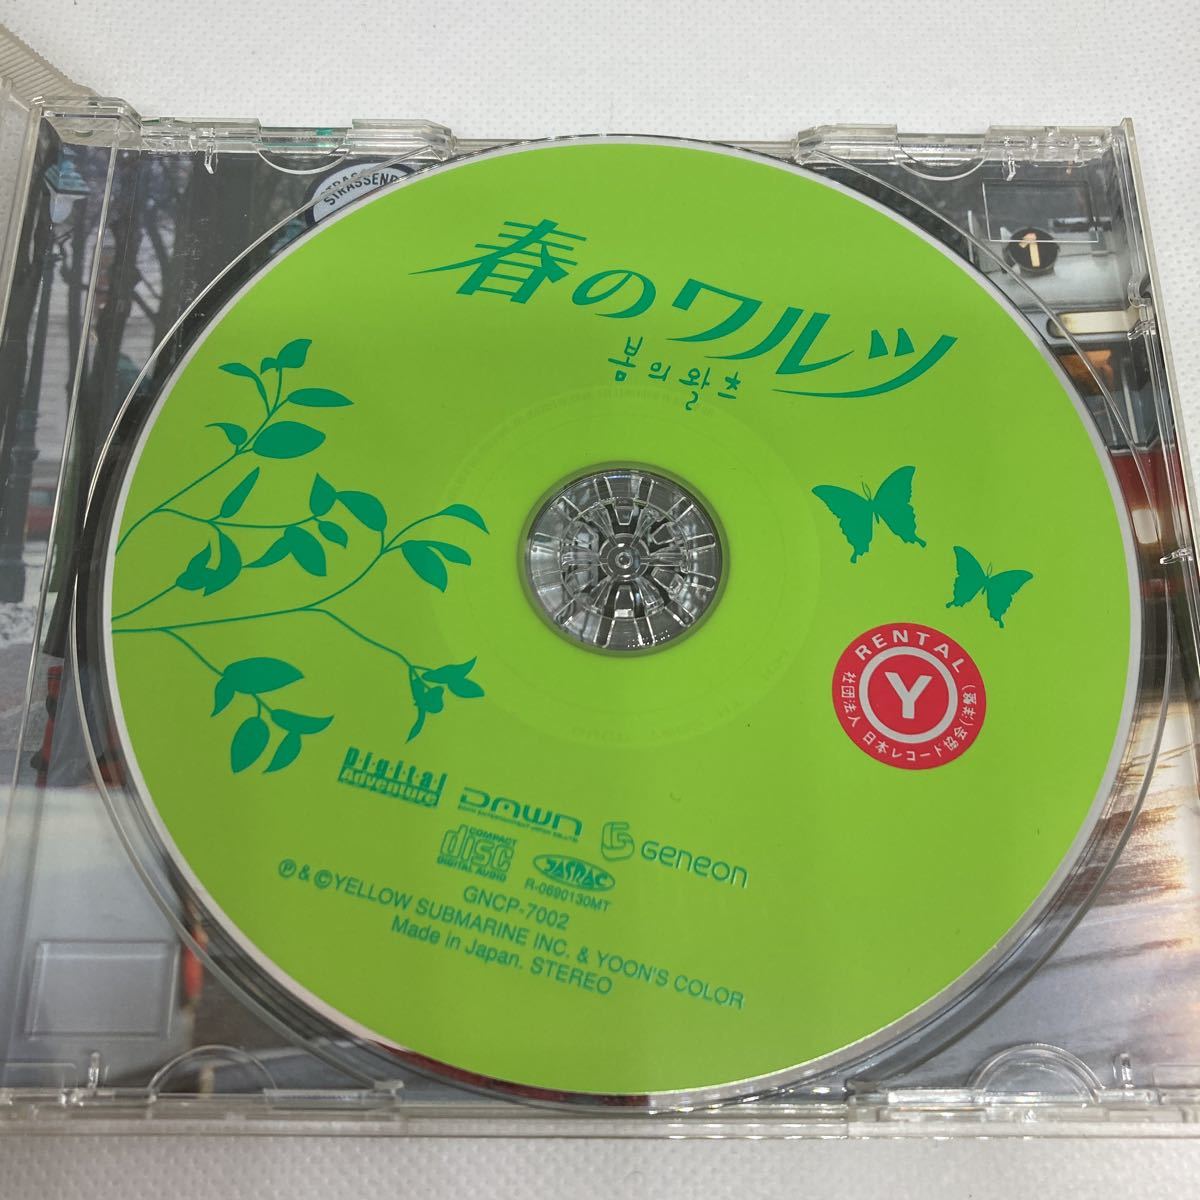 STRASSENB
1
春のワルツ
봄의왈츠
RENTAL
Y
社団法人 日本レコード協会(洋盤)
Digital
Adventure
DAWN
GENEON
COMPACT
disc
DIGITAL AUDIO
JASRAC
R-0690130MT
GNCP-7002
Ⓟ & ©YELLOW SUBMARINE INC. & YOON'S COLOR
Made in Japan. STEREO